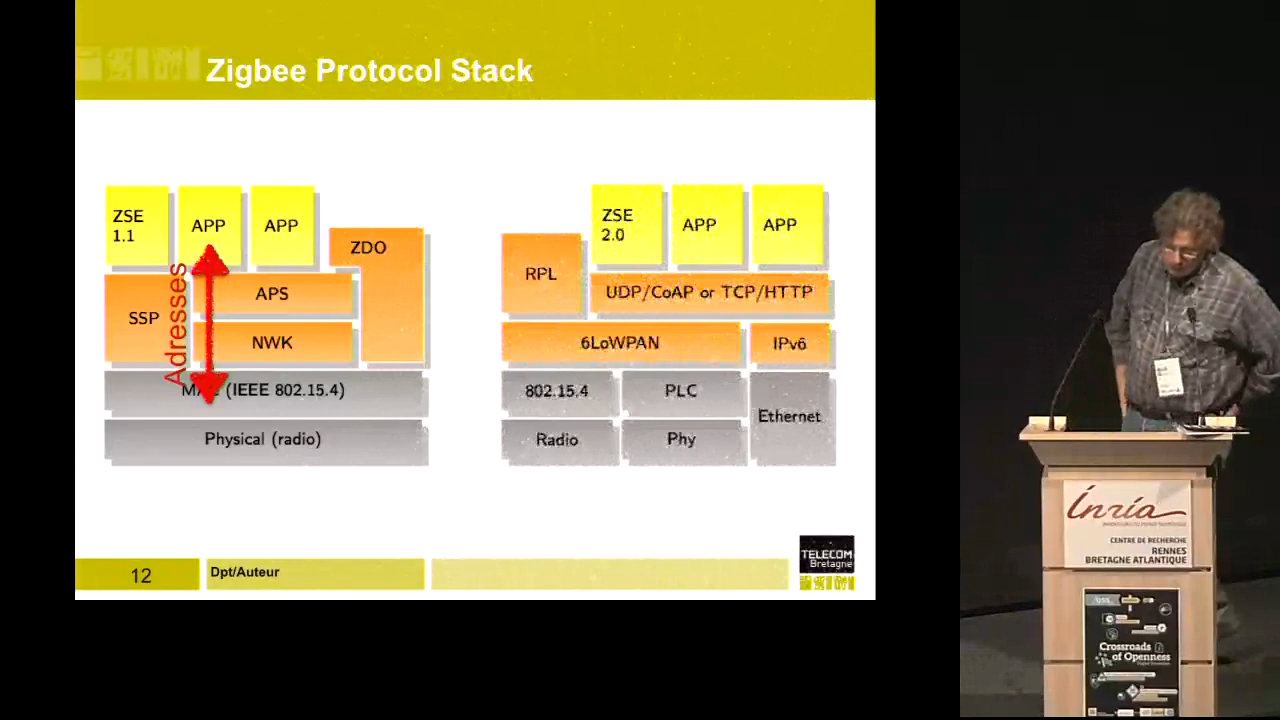 Zigbee Protocol Stack
ZSE
1.1
APP
APP
ZDO
SSP
APS
NWK
Adresses
MAC (IEEE 802.15.4)
Physical (radio)
ZSE
2.0
APP
APP
RPL
UDP/CoAP or TCP/HTTP
6LoWPAN
IPv6
802.15.4
PLC
Ethernet
Radio
Phy
12
Dpt/Auteur
TELECOM
Bretagne
Inria
CENTRE DE RECHERCHE
RENNES
BRETAGNE ATLANTIQUE
Crossroads
of Openness